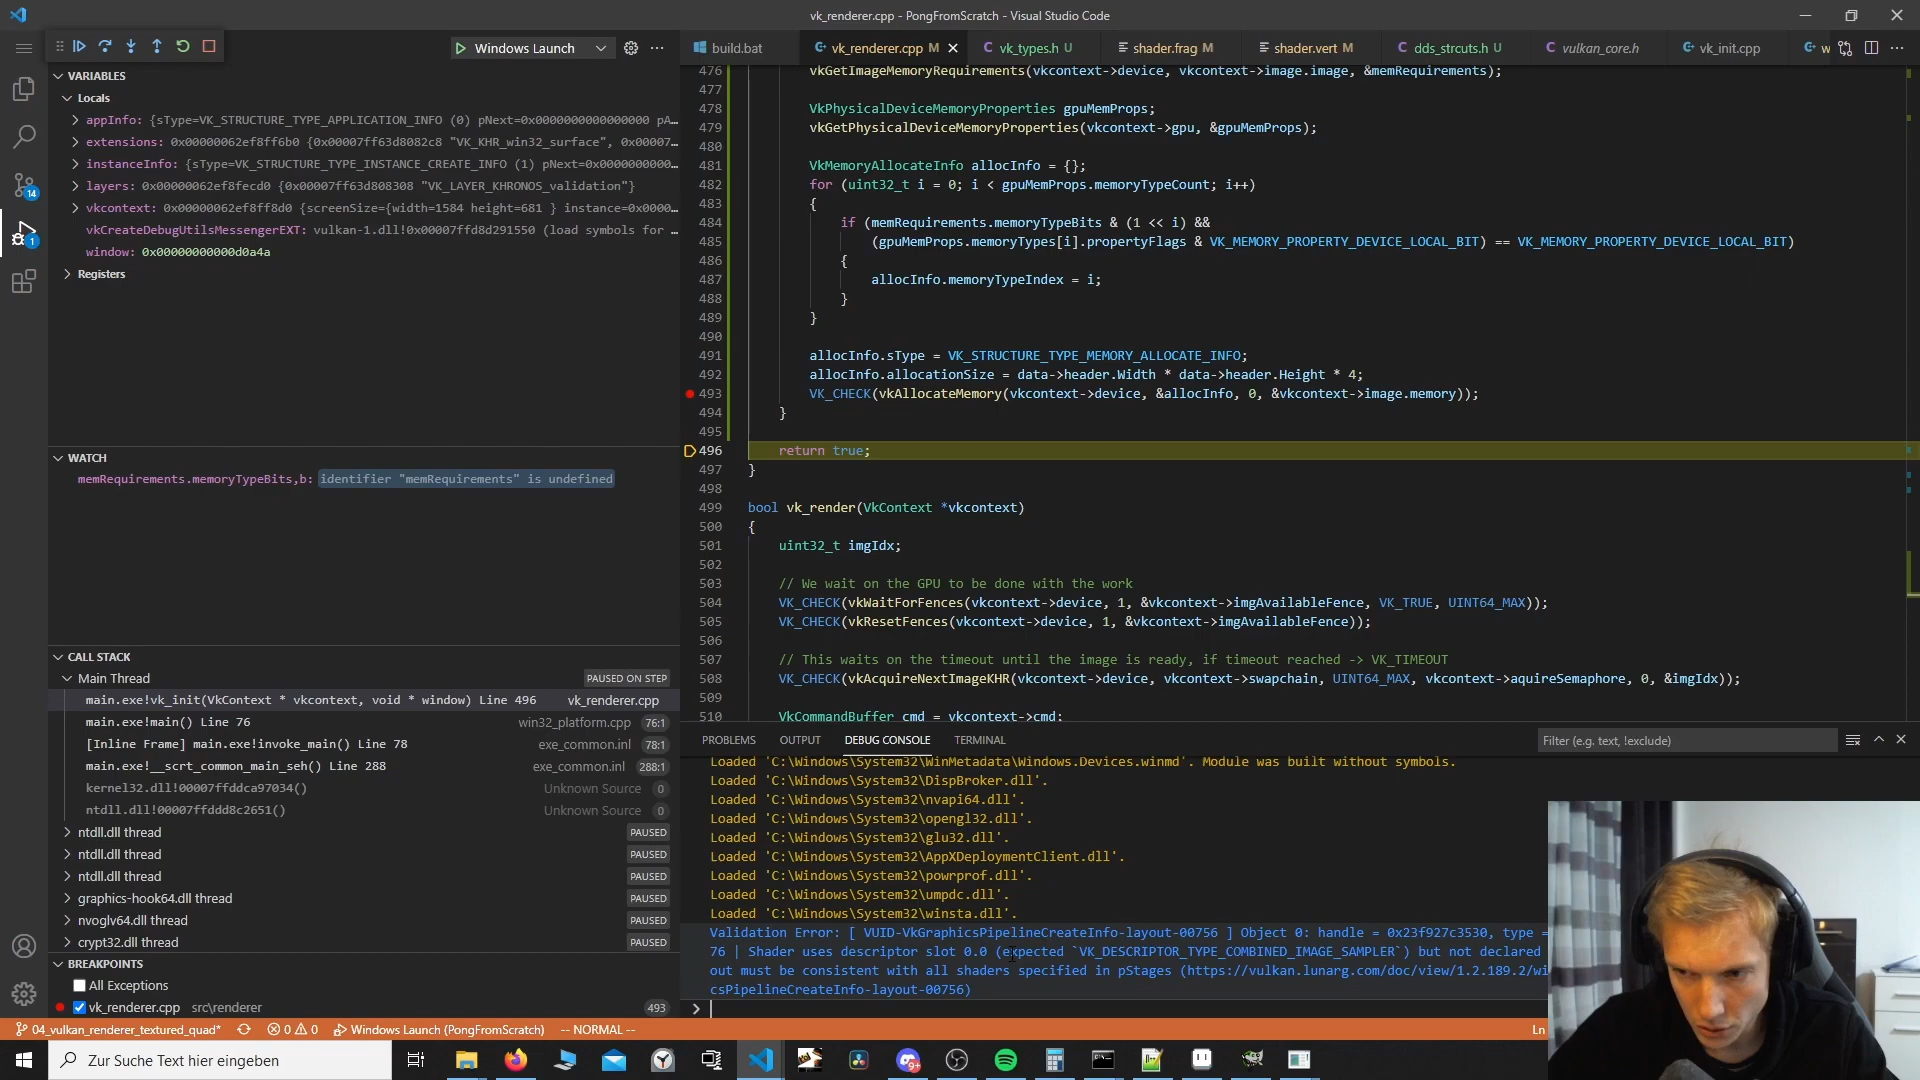 vk_renderer.cpp - PongFromScratch - Visual Studio Code
Windows Launch
build.bat
vk_renderer.cpp M
vk_types.h U
shader.frag M
shader.vert M
dds_strcuts.h U
vulkan_core.h
vk_init.cpp
VARIABLES
Locals
appInfo: {sType=VK_STRUCTURE_TYPE_APPLICATION_INFO (0) pNext=0x0000000000000000 pA…
extensions: 0x00000062ef8ff6b0 {0x00007ff63d8082c8 "VK_KHR_win32_surface", 0x00007…
instanceInfo: {sType=VK_STRUCTURE_TYPE_INSTANCE_CREATE_INFO (1) pNext=0x0000000000…
layers: 0x00000062ef8fecd0 {0x00007ff63d808308 "VK_LAYER_KHRONOS_validation"}
vkcontext: 0x00000062ef8ff8d0 {screenSize={width=1584 height=681 } instance=0x0000…
vkCreateDebugUtilsMessengerEXT: vulkan-1.dll!0x00007ffd8d291550 (load symbols for …
window: 0x00000000000d0a4a
Registers
WATCH
memRequirements.memoryTypeBits,b: identifier "memRequirements" is undefined
CALL STACK
Main Thread PAUSED ON STEP
main.exe!vk_init(VkContext * vkcontext, void * window) Line 496 vk_renderer.cpp
main.exe!main() Line 76 win32_platform.cpp 76:1
[Inline Frame] main.exe!invoke_main() Line 78 exe_common.inl 78:1
main.exe!__scrt_common_main_seh() Line 288 exe_common.inl 288:1
kernel32.dll!00007ffddca97034() Unknown Source 0
ntdll.dll!00007ffddd8c2651() Unknown Source 0
ntdll.dll thread PAUSED
ntdll.dll thread PAUSED
ntdll.dll thread PAUSED
graphics-hook64.dll thread PAUSED
nvoglv64.dll thread PAUSED
crypt32.dll thread PAUSED
BREAKPOINTS
All Exceptions
vk_renderer.cpp src\renderer 493
14
1
476 vkGetImageMemoryRequirements(vkcontext->device, vkcontext->image.image, &memRequirements);
477
478 VkPhysicalDeviceMemoryProperties gpuMemProps;
479 vkGetPhysicalDeviceMemoryProperties(vkcontext->gpu, &gpuMemProps);
480
481 VkMemoryAllocateInfo allocInfo = {};
482 for (uint32_t i = 0; i < gpuMemProps.memoryTypeCount; i++)
483 {
484 if (memRequirements.memoryTypeBits & (1 << i) &&
485 (gpuMemProps.memoryTypes[i].propertyFlags & VK_MEMORY_PROPERTY_DEVICE_LOCAL_BIT) == VK_MEMORY_PROPERTY_DEVICE_LOCAL_BIT)
486 {
487 allocInfo.memoryTypeIndex = i;
488 }
489 }
490
491 allocInfo.sType = VK_STRUCTURE_TYPE_MEMORY_ALLOCATE_INFO;
492 allocInfo.allocationSize = data->header.Width * data->header.Height * 4;
493 VK_CHECK(vkAllocateMemory(vkcontext->device, &allocInfo, 0, &vkcontext->image.memory));
494 }
495
496 return true;
497 }
498
499 bool vk_render(VkContext *vkcontext)
500 {
501 uint32_t imgIdx;
502
503 // We wait on the GPU to be done with the work
504 VK_CHECK(vkWaitForFences(vkcontext->device, 1, &vkcontext->imgAvailableFence, VK_TRUE, UINT64_MAX));
505 VK_CHECK(vkResetFences(vkcontext->device, 1, &vkcontext->imgAvailableFence));
506
507 // This waits on the timeout until the image is ready, if timeout reached -> VK_TIMEOUT
508 VK_CHECK(vkAcquireNextImageKHR(vkcontext->device, vkcontext->swapchain, UINT64_MAX, vkcontext->aquireSemaphore, 0, &imgIdx));
509
510 VkCommandBuffer cmd = vkcontext->cmd;
PROBLEMS OUTPUT DEBUG CONSOLE TERMINAL
Filter (e.g. text, !exclude)
Loaded 'C:\Windows\System32\WinMetadata\Windows.Devices.winmd'. Module was built without symbols.
Loaded 'C:\Windows\System32\DispBroker.dll'.
Loaded 'C:\Windows\System32\nvapi64.dll'.
Loaded 'C:\Windows\System32\opengl32.dll'.
Loaded 'C:\Windows\System32\glu32.dll'.
Loaded 'C:\Windows\System32\AppXDeploymentClient.dll'.
Loaded 'C:\Windows\System32\powrprof.dll'.
Loaded 'C:\Windows\System32\umpdc.dll'.
Loaded 'C:\Windows\System32\winsta.dll'.
Validation Error: [ VUID-VkGraphicsPipelineCreateInfo-layout-00756 ] Object 0: handle = 0x23f927c3530, type =
76 | Shader uses descriptor slot 0.0 (expected `VK_DESCRIPTOR_TYPE_COMBINED_IMAGE_SAMPLER`) but not declared
out must be consistent with all shaders specified in pStages (https://vulkan.lunarg.com/doc/view/1.2.189.2/wi
csPipelineCreateInfo-layout-00756)
04_vulkan_renderer_textured_quad* 0 0 Windows Launch (PongFromScratch) -- NORMAL -- Ln
Zur Suche Text hier eingeben
9+